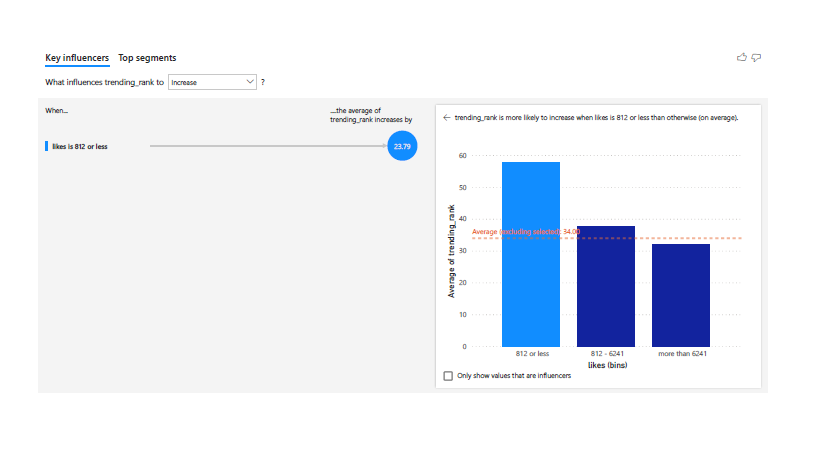 Key influencers Top segments
What influences trending_rank to Increase ?
When...
....the average of
trending_rank increases by
likes is 812 or less
23.79
trending_rank is more likely to increase when likes is 812 or less than otherwise (on average).
60
50
40
30
20
10
0
Average of trending_rank
Average (excluding selected): 34.00
812 or less
812 - 6241
more than 6241
likes (bins)
Only show values that are influencers